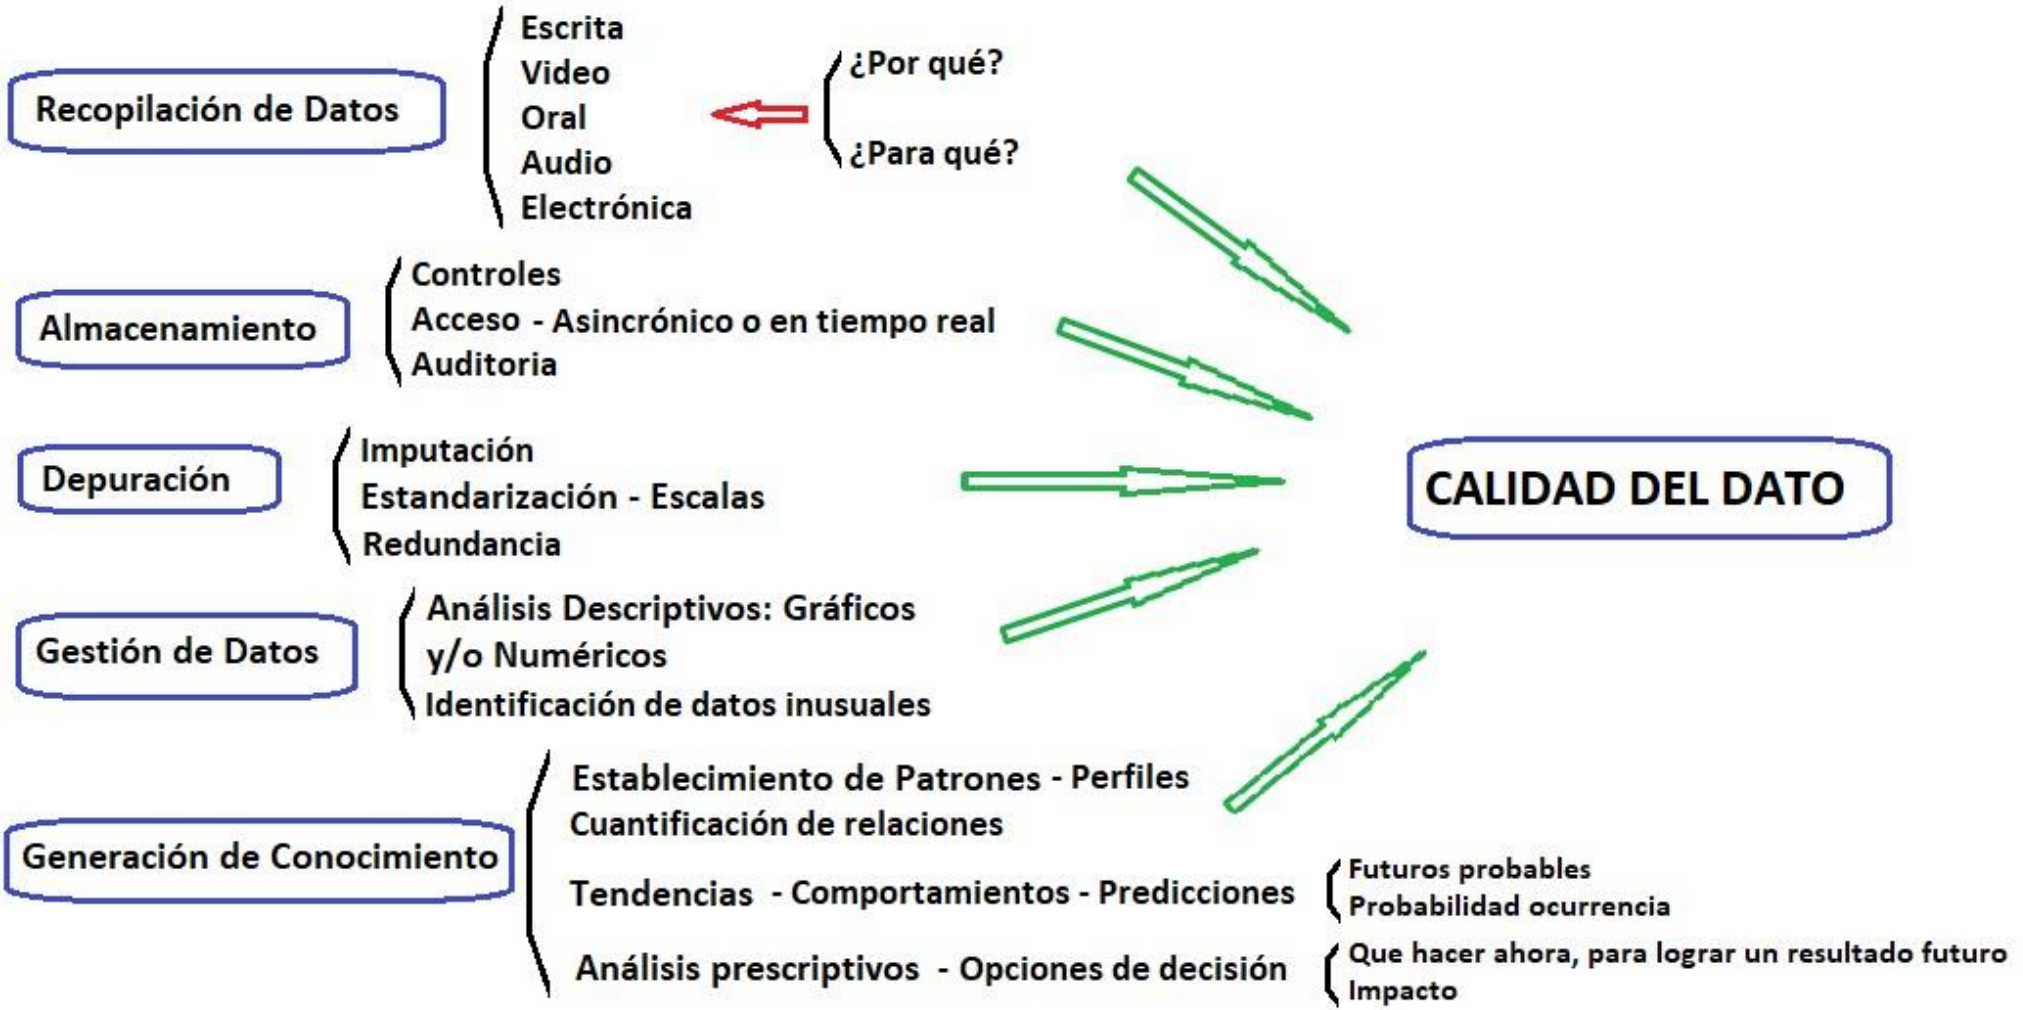 Recopilación de Datos
Escrita
Video
Oral
Audio
Electrónica
¿Por qué?
¿Para qué?
Almacenamiento
Controles
Acceso - Asincrónico o en tiempo real
Auditoria
Depuración
Imputación
Estandarización - Escalas
Redundancia
CALIDAD DEL DATO
Gestión de Datos
Análisis Descriptivos: Gráficos
y/o Numéricos
Identificación de datos inusuales
Generación de Conocimiento
Establecimiento de Patrones - Perfiles
Cuantificación de relaciones
Tendencias - Comportamientos - Predicciones
Futuros probables
Probabilidad ocurrencia
Análisis prescriptivos - Opciones de decisión
Que hacer ahora, para lograr un resultado futuro
Impacto